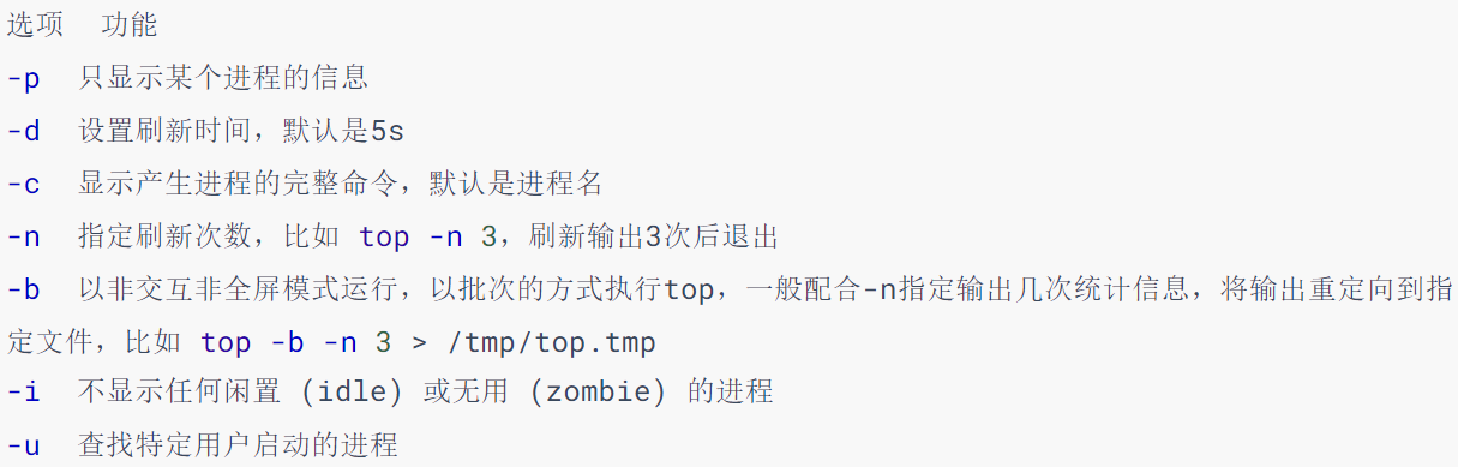 选项  功能
-p  只显示某个进程的信息
-d  设置刷新时间，默认是5s
-c  显示产生进程的完整命令，默认是进程名
-n  指定刷新次数，比如 top -n 3，刷新输出3次后退出
-b  以非交互非全屏模式运行，以批次的方式执行top，一般配合-n指定输出几次统计信息，将输出重定向到指
定文件，比如 top -b -n 3 > /tmp/top.tmp
-i  不显示任何闲置 (idle) 或无用 (zombie) 的进程
-u  查找特定用户启动的进程